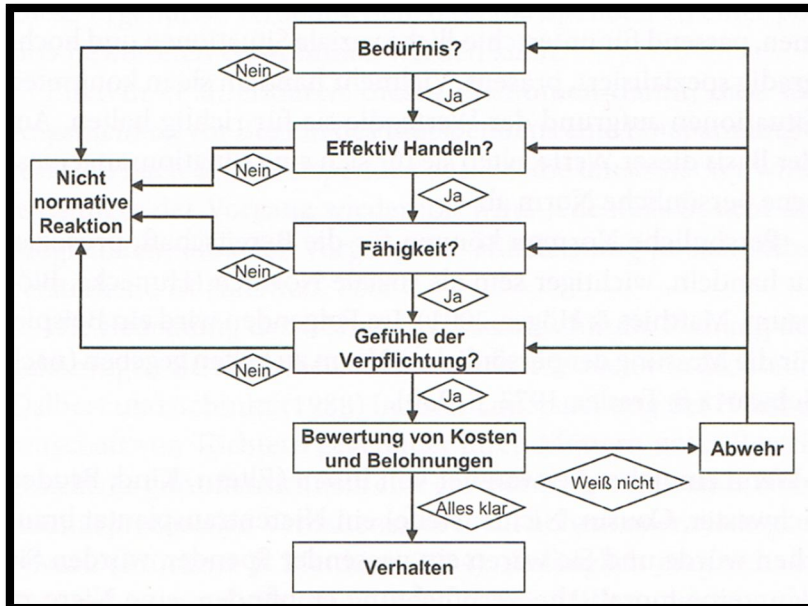 Bedürfnis?
Nein
Ja
Effektiv Handeln?
Nein
Ja
Nicht
normative
Reaktion
Fähigkeit?
Nein
Ja
Gefühle der
Verpflichtung?
Nein
Ja
Bewertung von Kosten
und Belohnungen
Abwehr
Weiß nicht
Alles klar
Verhalten